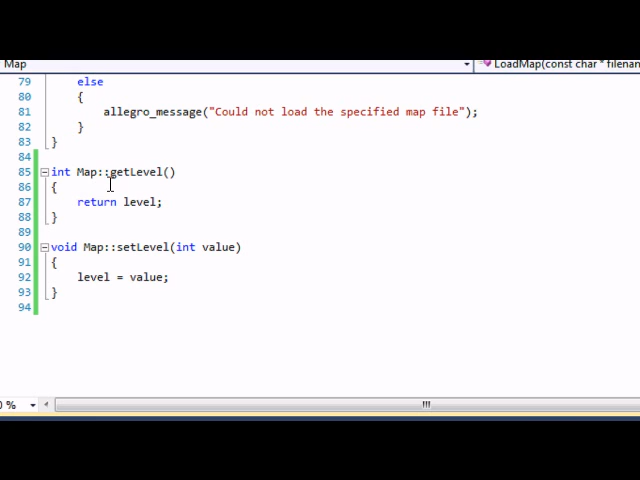 Map LoadMap(const char * filenan
79 else
80 {
81 allegro_message("Could not load the specified map file");
82 }
83 }
84
85 int Map::getLevel()
86 {
87 return level;
88 }
89
90 void Map::setLevel(int value)
91 {
92 level = value;
93 }
94
0 %